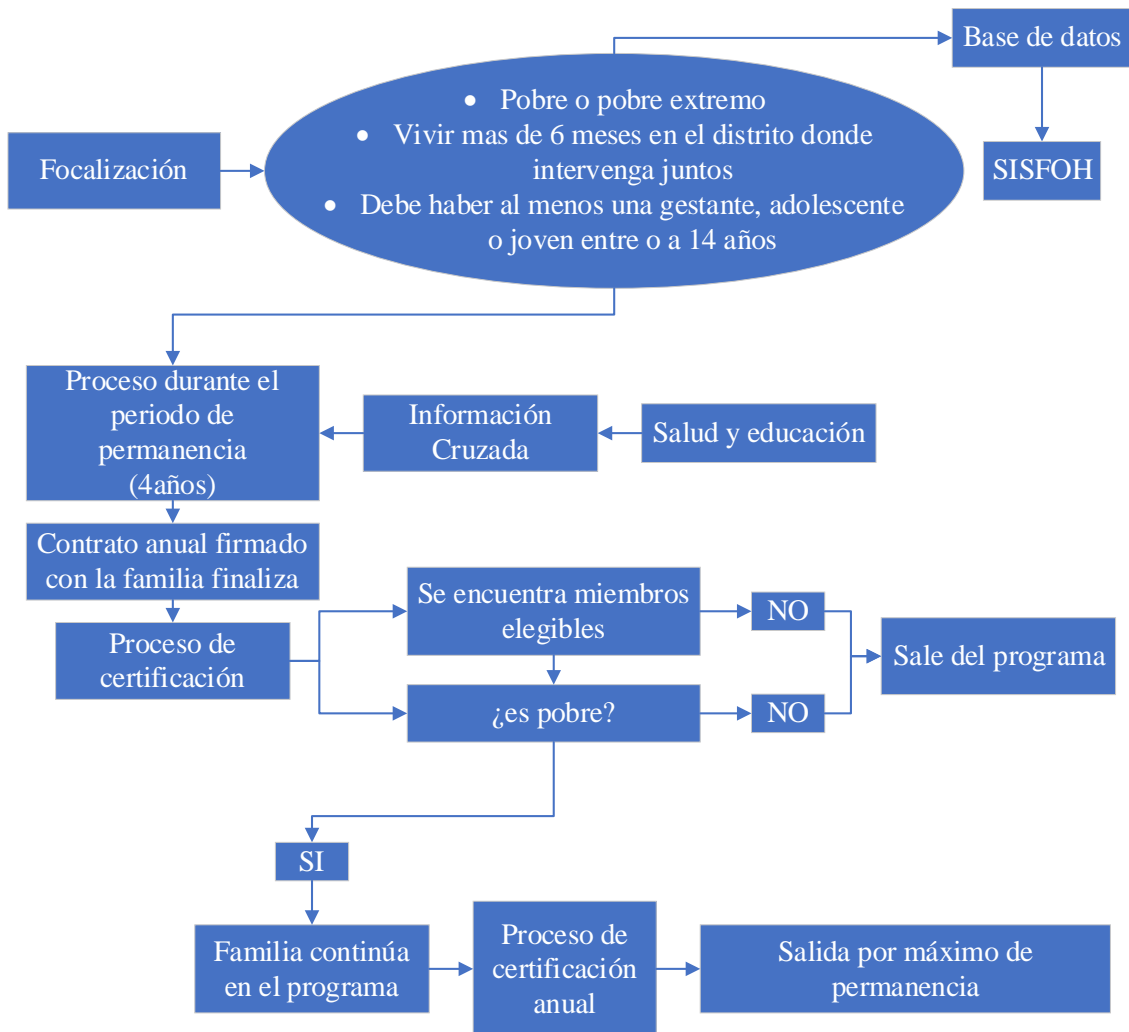 Base de datos
• Pobre o pobre extremo
• Vivir mas de 6 meses en el distrito donde
intervenga juntos
• Debe haber al menos una gestante, adolescente
o joven entre o a 14 años
Focalización
SISFOH
Proceso durante el
periodo de
permanencia
(4años)
Información
Cruzada
Salud y educación
Contrato anual firmado
con la familia finaliza
Proceso de
certificación
Se encuentra miembros
elegibles
NO
Sale del programa
¿es pobre?
NO
SI
Familia continúa
en el programa
Proceso de
certificación
anual
Salida por máximo de
permanencia